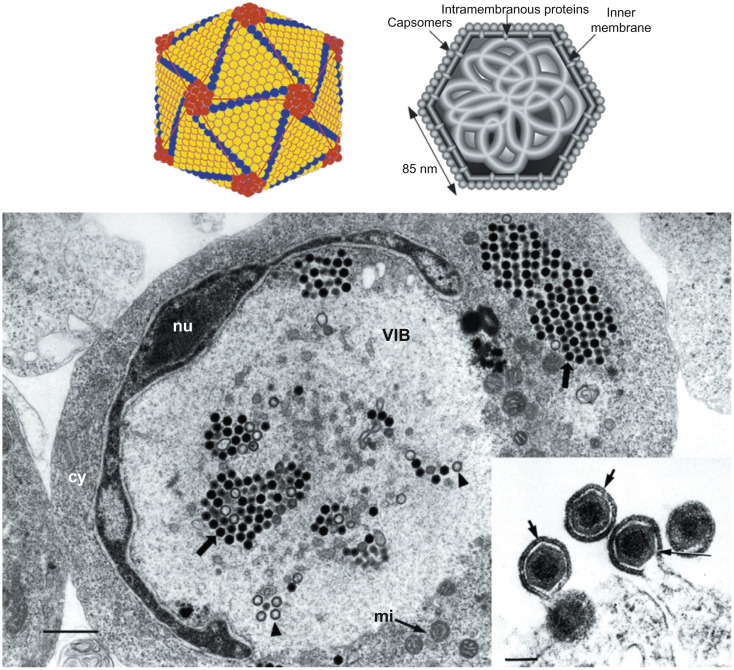 Intramembranous proteins
Capsomers
Inner
membrane
85 nm
nu
VIB
cy
mi